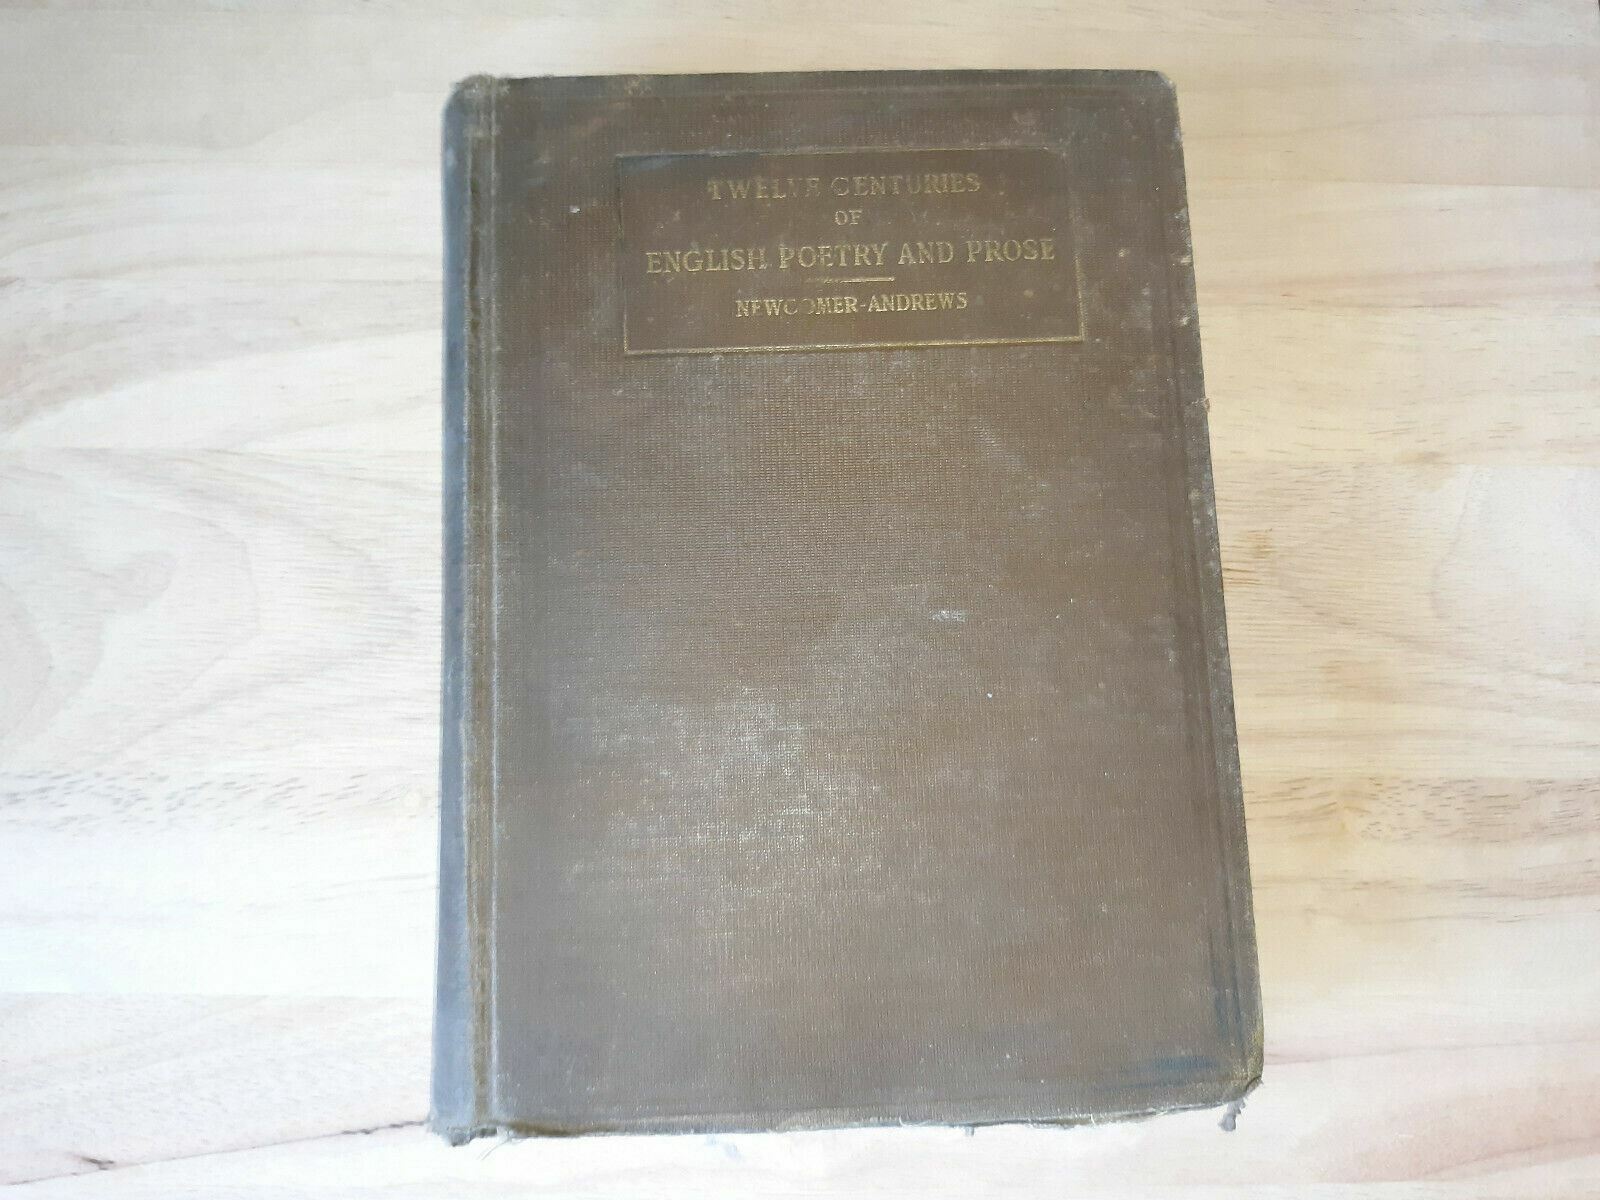 TWELVE CENTURIES
OF
ENGLISH POETRY AND PROSE
NEWCOMER-ANDREWS